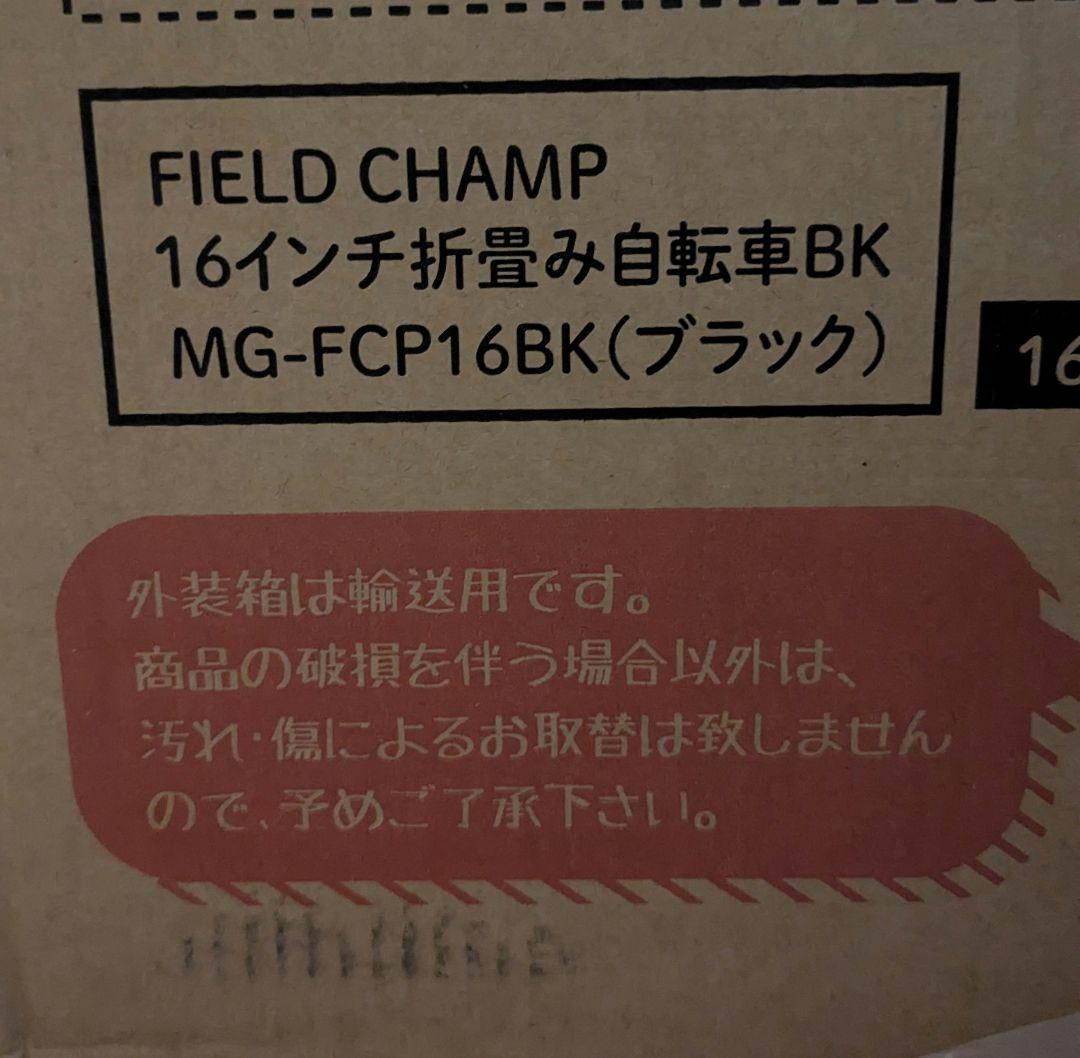 FIELD CHAMP
16インチ折畳み自転車BK
MG-FCP16BK(ブラック)
16
外装箱は輸送用です。
商品の破損を伴う場合以外は、
汚れ・傷によるお取替は致しません
ので、予めご了承下さい。